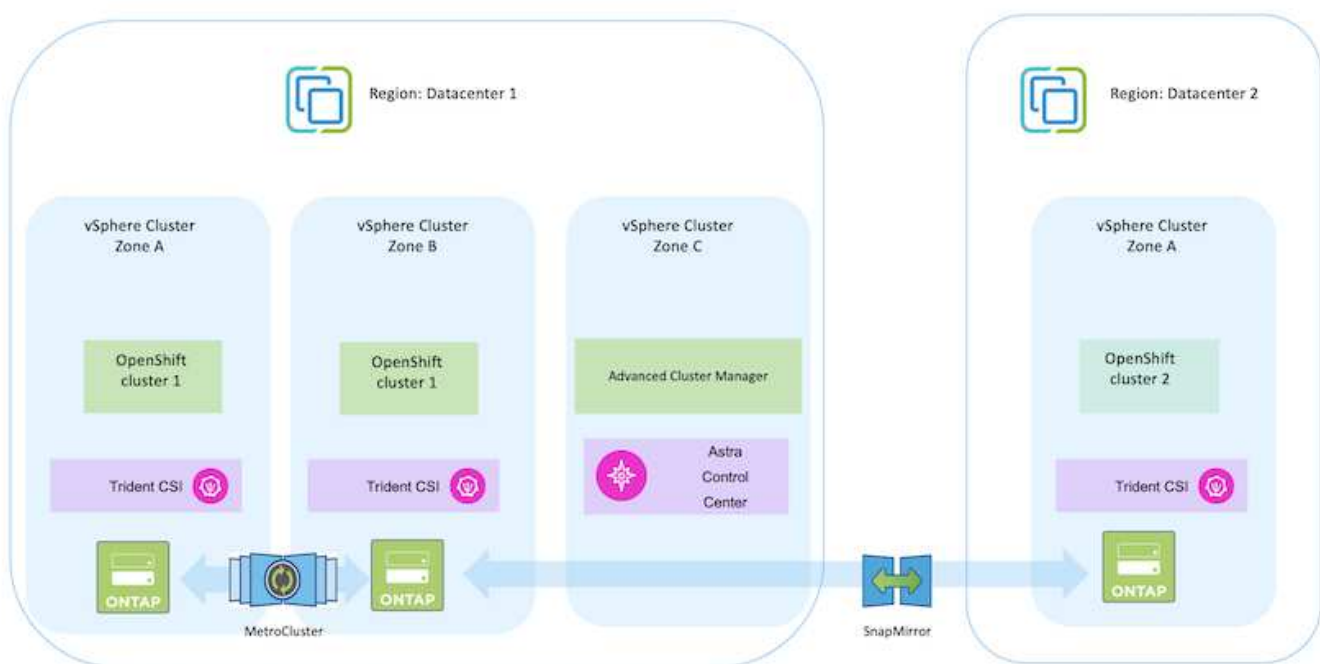 Region: Datacenter 1
Region: Datacenter 2
vSphere Cluster
Zone A
vSphere Cluster
Zone B
vSphere Cluster
Zone C
vSphere Cluster
Zone A
OpenShift
cluster 1
OpenShift
cluster 1
Advanced Cluster Manager
OpenShift
cluster 2
Trident CSI
Trident CSI
Astra
Control
Center
Trident CSI
ONTAP
ONTAP
ONTAP
MetroCluster
SnapMirror